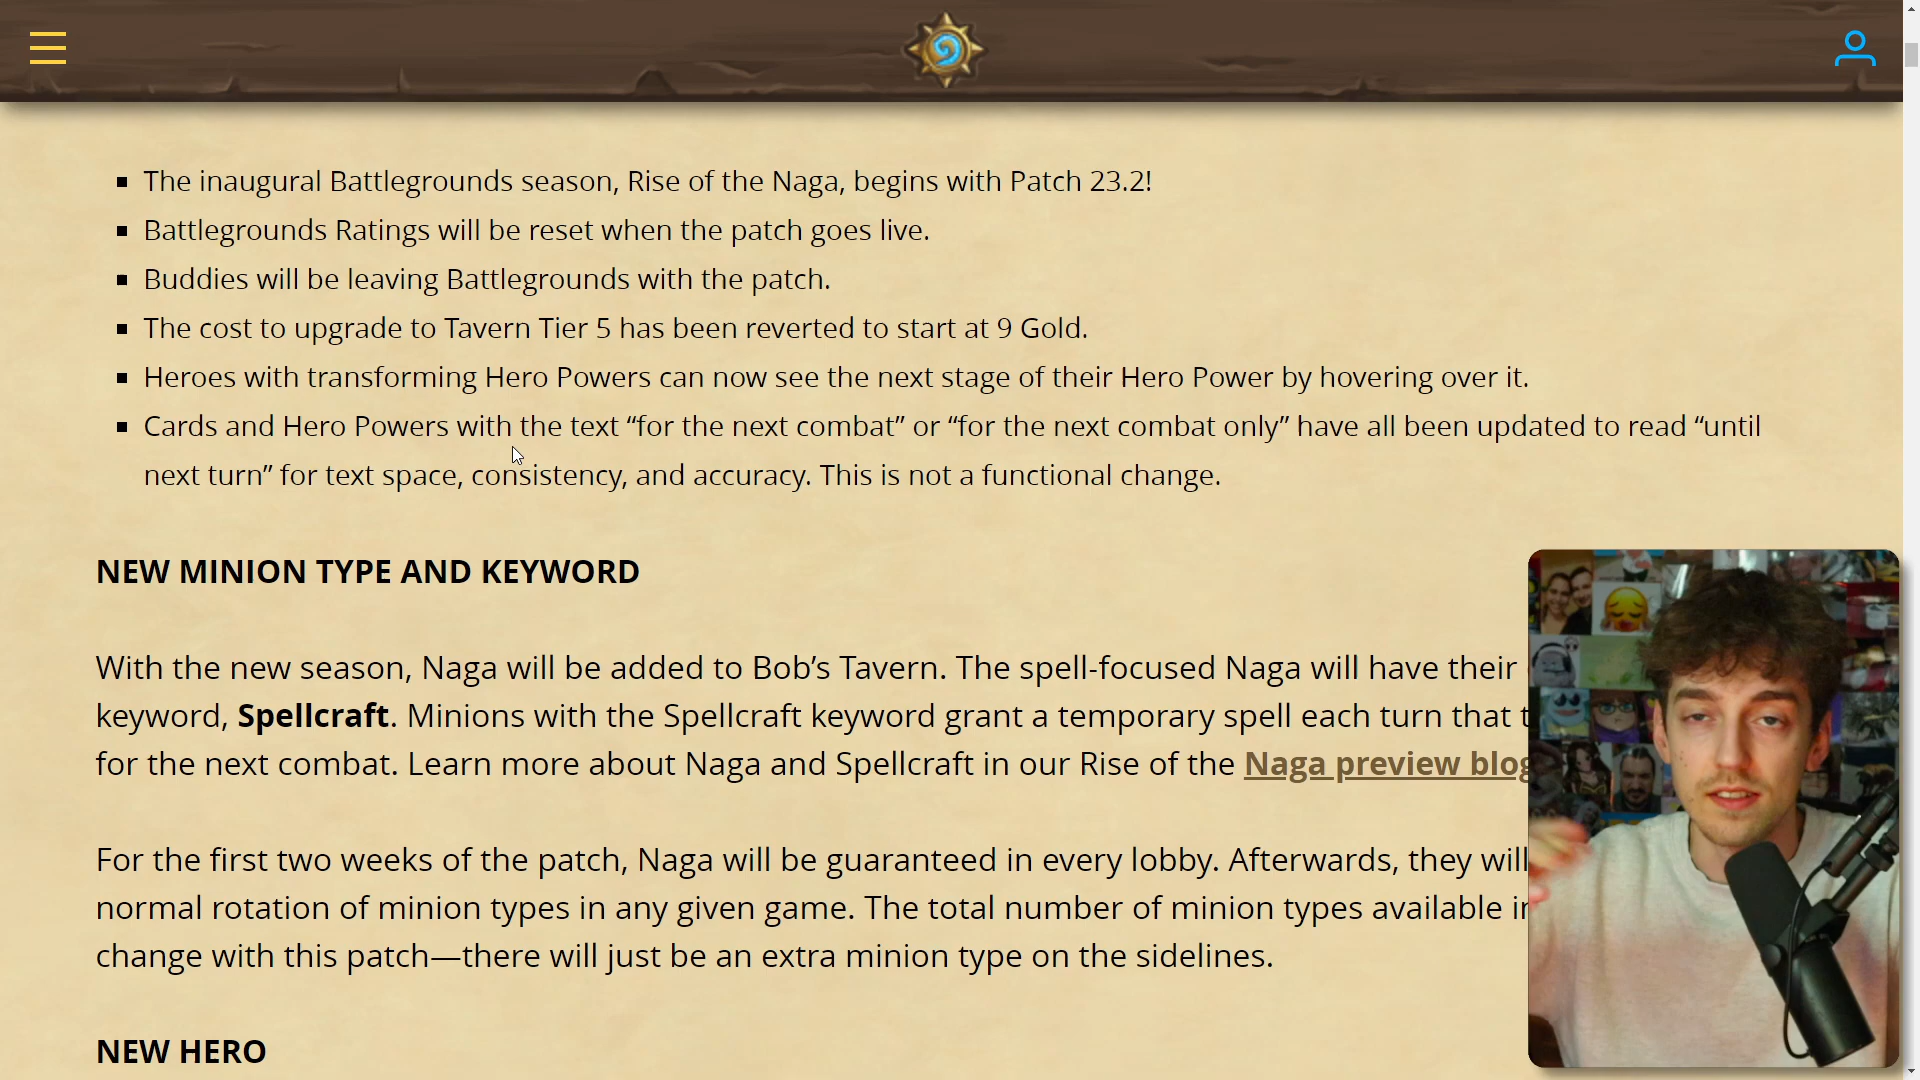 The inaugural Battlegrounds season, Rise of the Naga, begins with Patch 23.2!
Battlegrounds Ratings will be reset when the patch goes live.
Buddies will be leaving Battlegrounds with the patch.
The cost to upgrade to Tavern Tier 5 has been reverted to start at 9 Gold.
Heroes with transforming Hero Powers can now see the next stage of their Hero Power by hovering over it.
Cards and Hero Powers with the text “for the next combat” or “for the next combat only” have all been updated to read “until
next turn” for text space, consistency, and accuracy. This is not a functional change.
NEW MINION TYPE AND KEYWORD
With the new season, Naga will be added to Bob’s Tavern. The spell-focused Naga will have their
keyword, Spellcraft. Minions with the Spellcraft keyword grant a temporary spell each turn that
for the next combat. Learn more about Naga and Spellcraft in our Rise of the Naga preview blog
For the first two weeks of the patch, Naga will be guaranteed in every lobby. Afterwards, they will
normal rotation of minion types in any given game. The total number of minion types available
change with this patch—there will just be an extra minion type on the sidelines.
NEW HERO